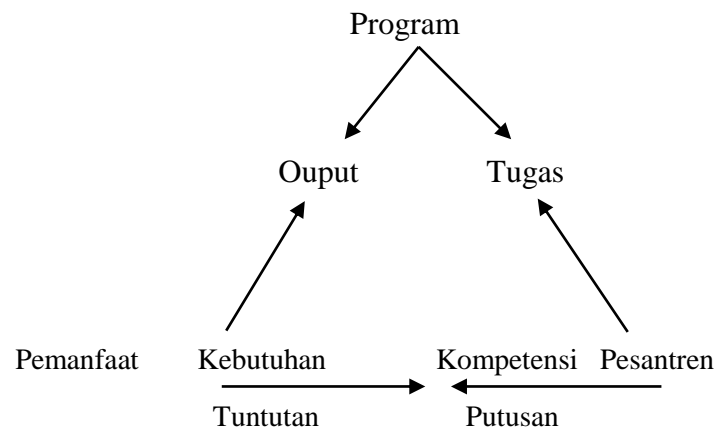 Program
Ouput Tugas
Pemanfaat Kebutuhan Kompetensi Pesantren
Tuntutan Putusan